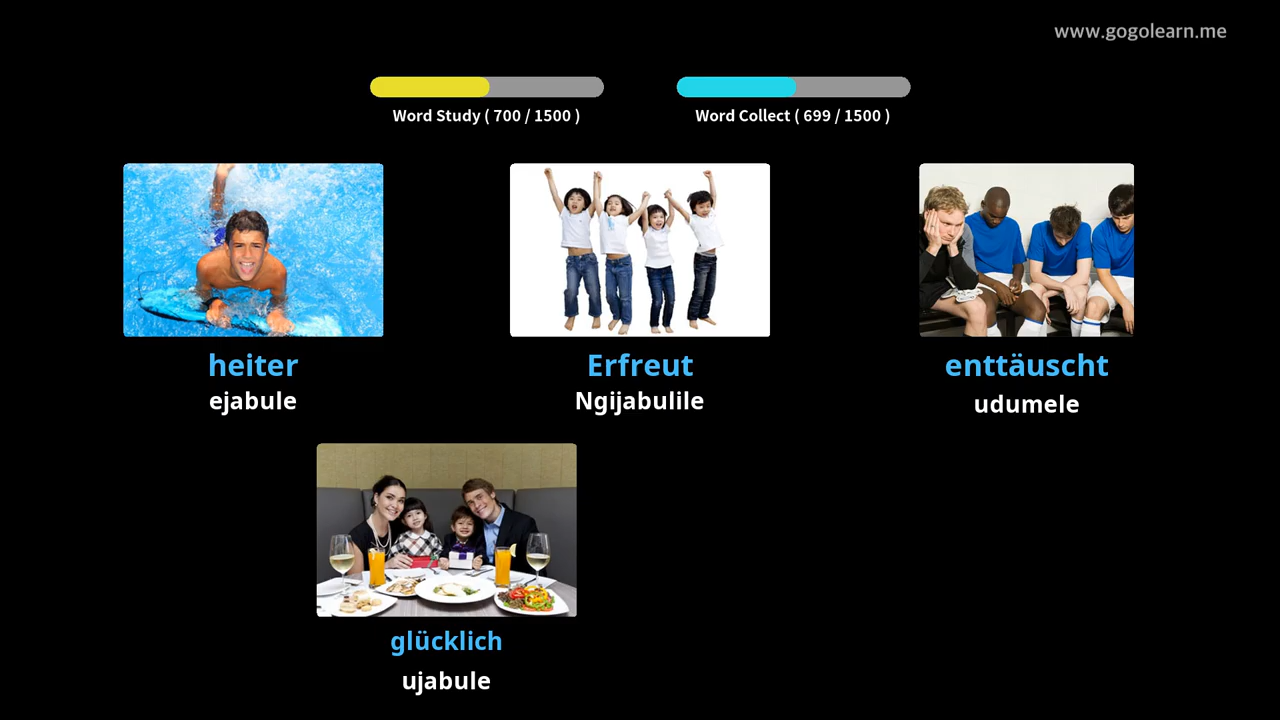 www.gogolearn.me
Word Study ( 700 / 1500 )
Word Collect ( 699 / 1500 )
heiter
ejabule
Erfreut
Ngijabulile
enttäuscht
udumele
glücklich
ujabule